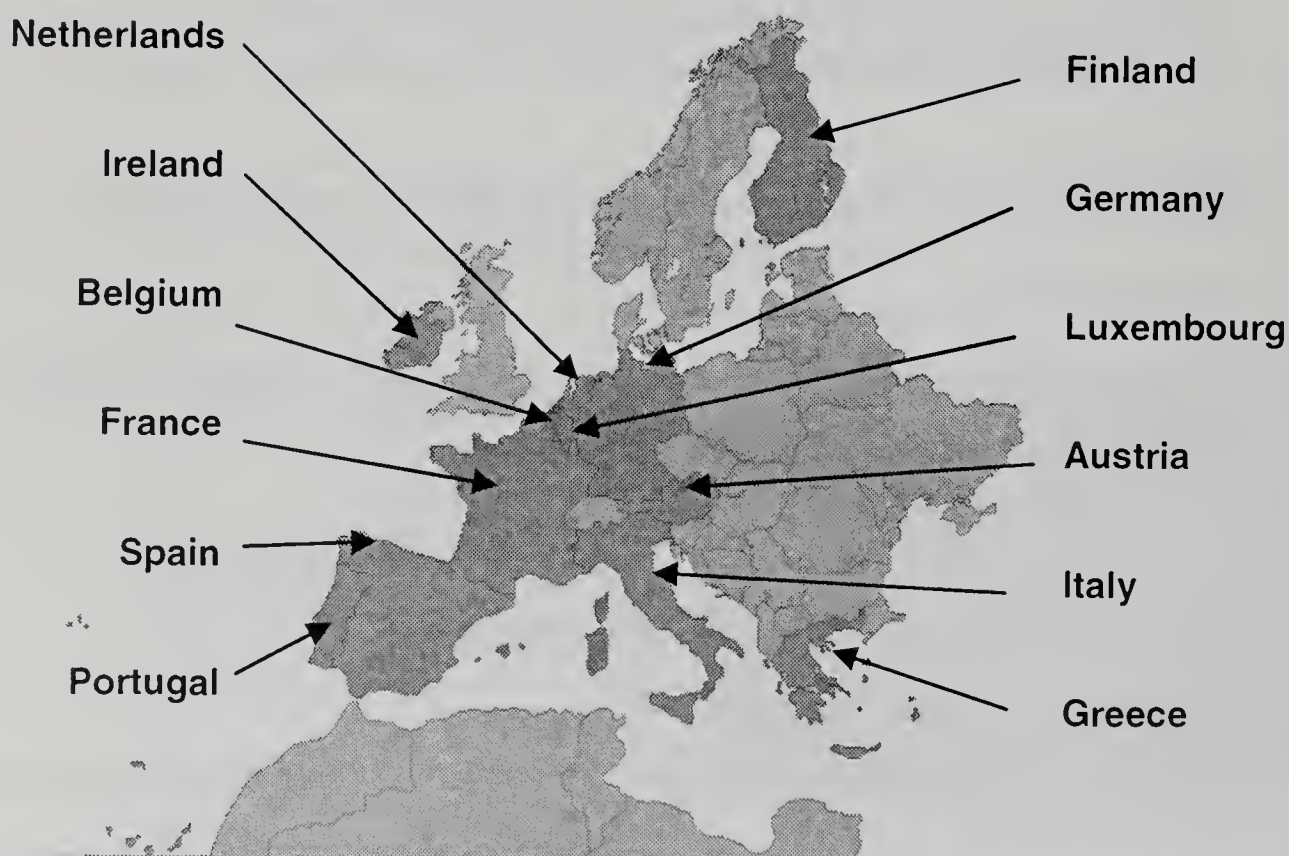 Netherlands
Ireland
Belgium
France
Spain
Portugal
Finland
Germany
Luxembourg
Austria
Italy
Greece